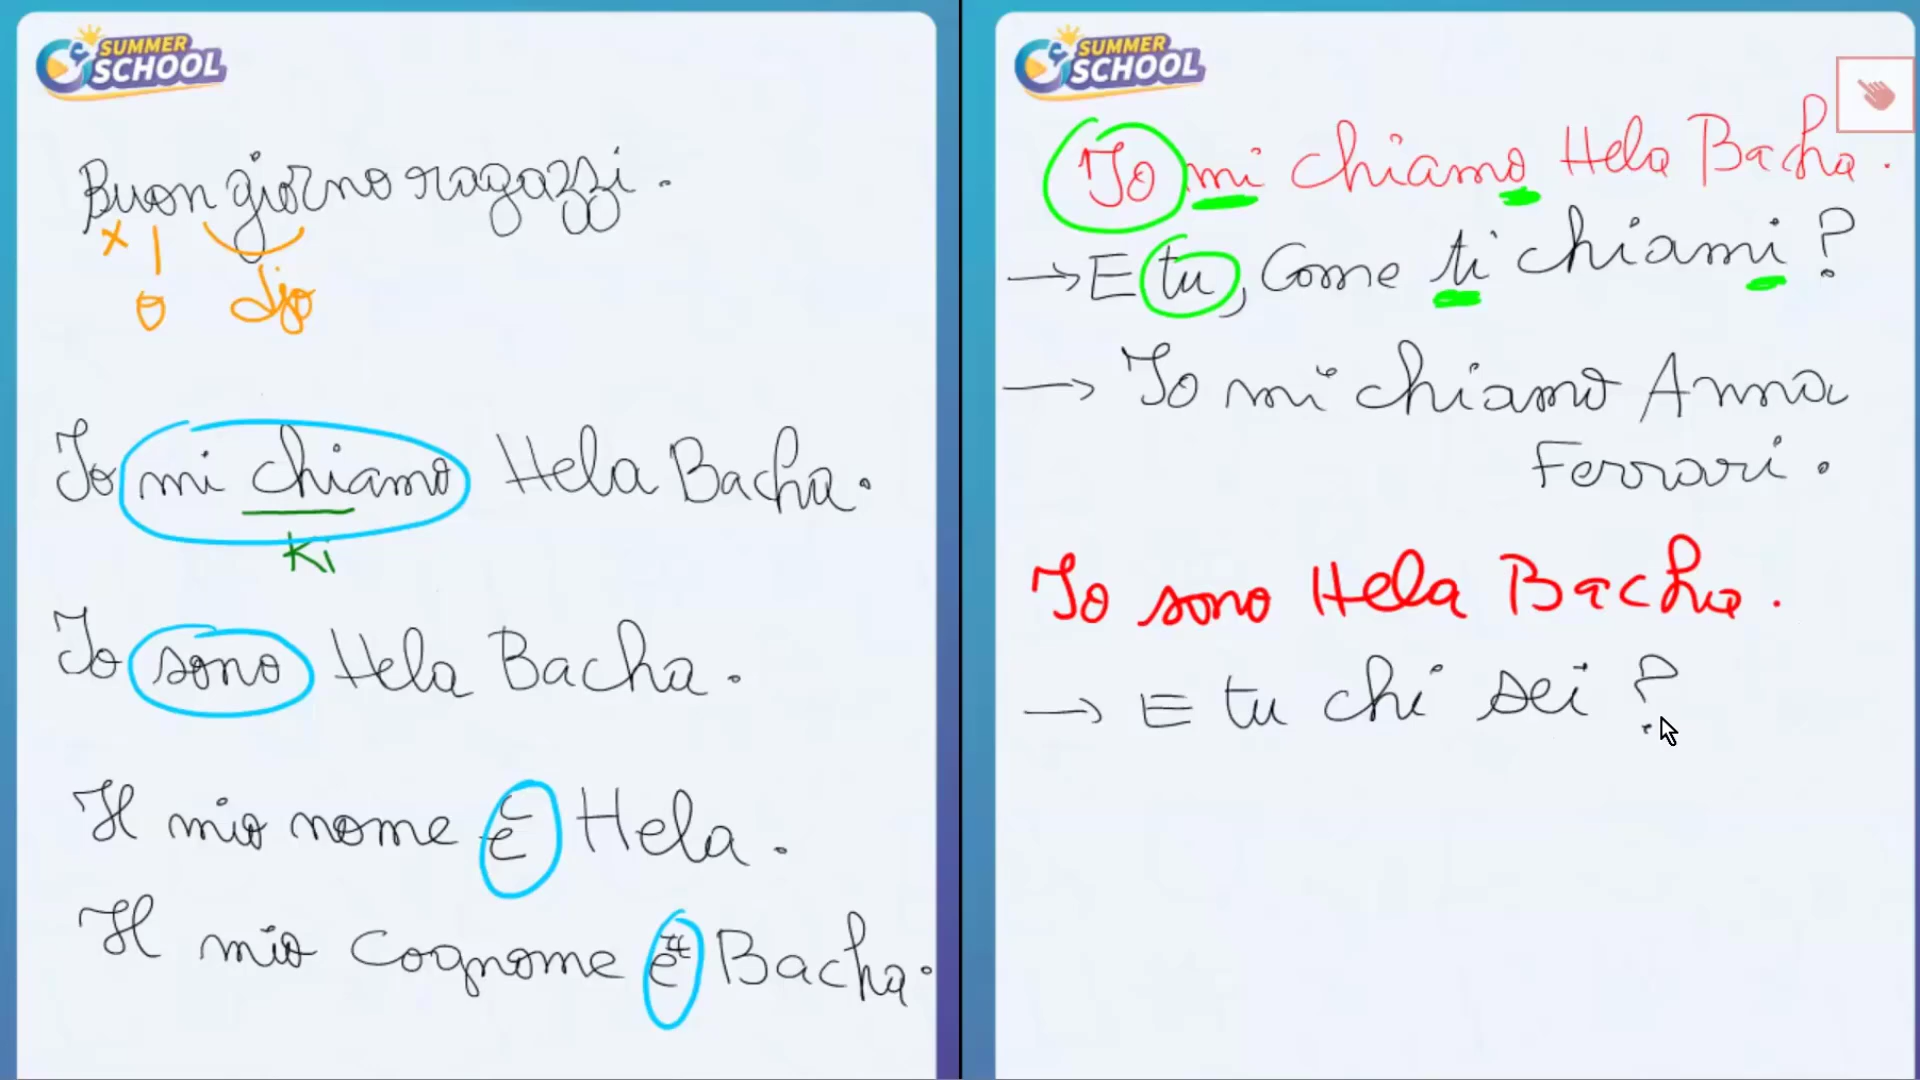 SUMMER
SCHOOL
Buon giorno ragazzi.
x o djo
Io mi chiamo Hela Bacha.
Ki
Io sono Hela Bacha.
Il mio nome è Hela.
Il mio cognome è Bacha.
SUMMER
SCHOOL
Io mi chiamo Hela Bacha.
→ E tu, Come ti chiami ?
→ Io mi chiamo Anna
Ferrari.
Io sono Hela Bacha.
→ E tu chi sei ?